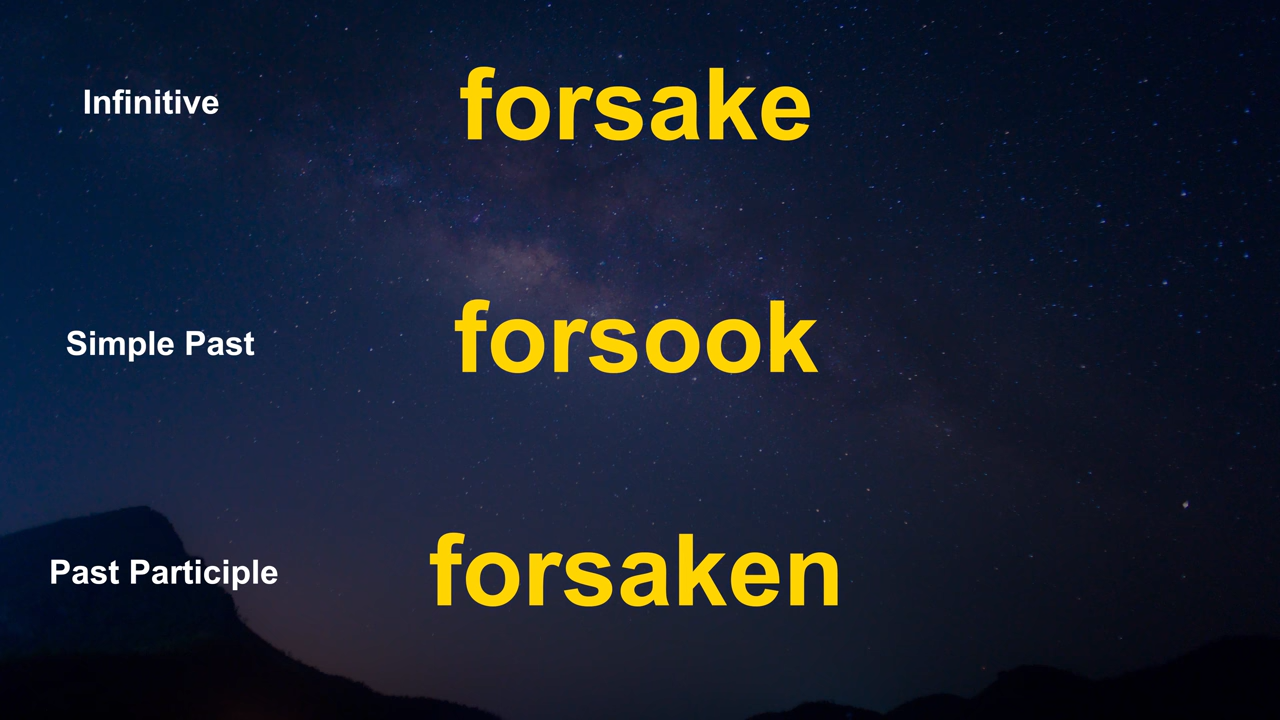 Infinitive forsake
Simple Past forsook
Past Participle forsaken